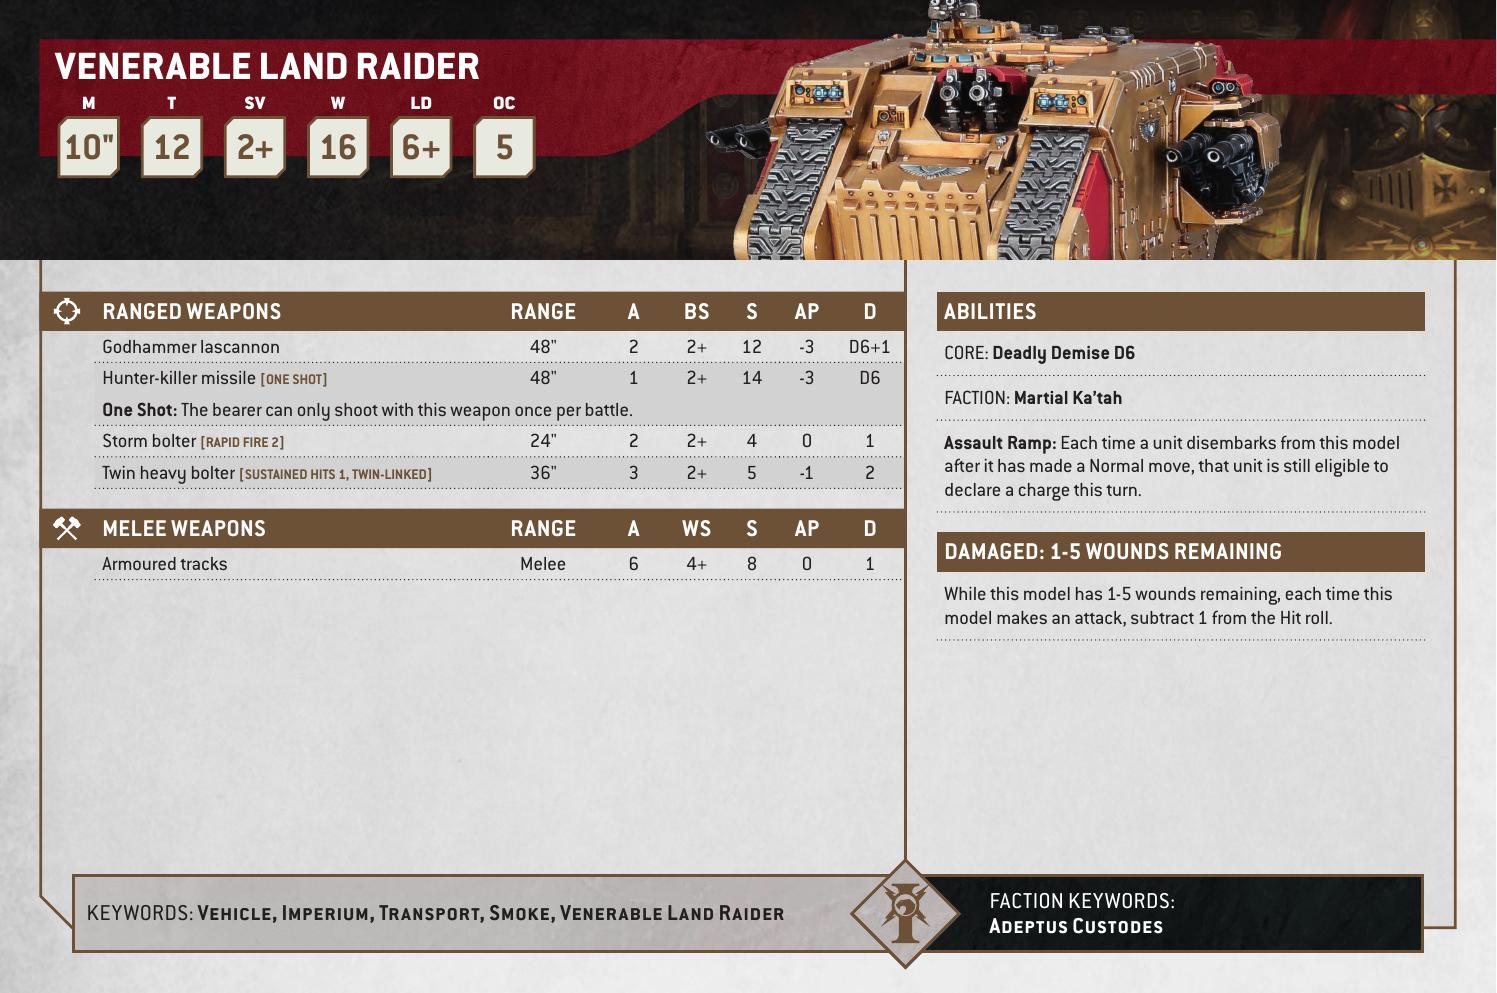 VENERABLE LAND RAIDER
M T SV W LD OC
10" 12 2+ 16 6+ 5
RANGED WEAPONS RANGE A BS S AP D
Godhammer lascannon 48" 2 2+ 12 -3 D6+1
Hunter-killer missile [ONE SHOT] 48" 1 2+ 14 -3 D6
One Shot: The bearer can only shoot with this weapon once per battle.
Storm bolter [RAPID FIRE 2] 24" 2 2+ 4 0 1
Twin heavy bolter [SUSTAINED HITS 1, TWIN-LINKED] 36" 3 2+ 5 -1 2
MELEE WEAPONS RANGE A WS S AP D
Armoured tracks Melee 6 4+ 8 0 1
ABILITIES
CORE: Deadly Demise D6
FACTION: Martial Ka’tah
Assault Ramp: Each time a unit disembarks from this model
after it has made a Normal move, that unit is still eligible to
declare a charge this turn.
DAMAGED: 1-5 WOUNDS REMAINING
While this model has 1-5 wounds remaining, each time this
model makes an attack, subtract 1 from the Hit roll.
KEYWORDS: Vehicle, Imperium, Transport, Smoke, Venerable Land Raider
FACTION KEYWORDS:
Adeptus Custodes